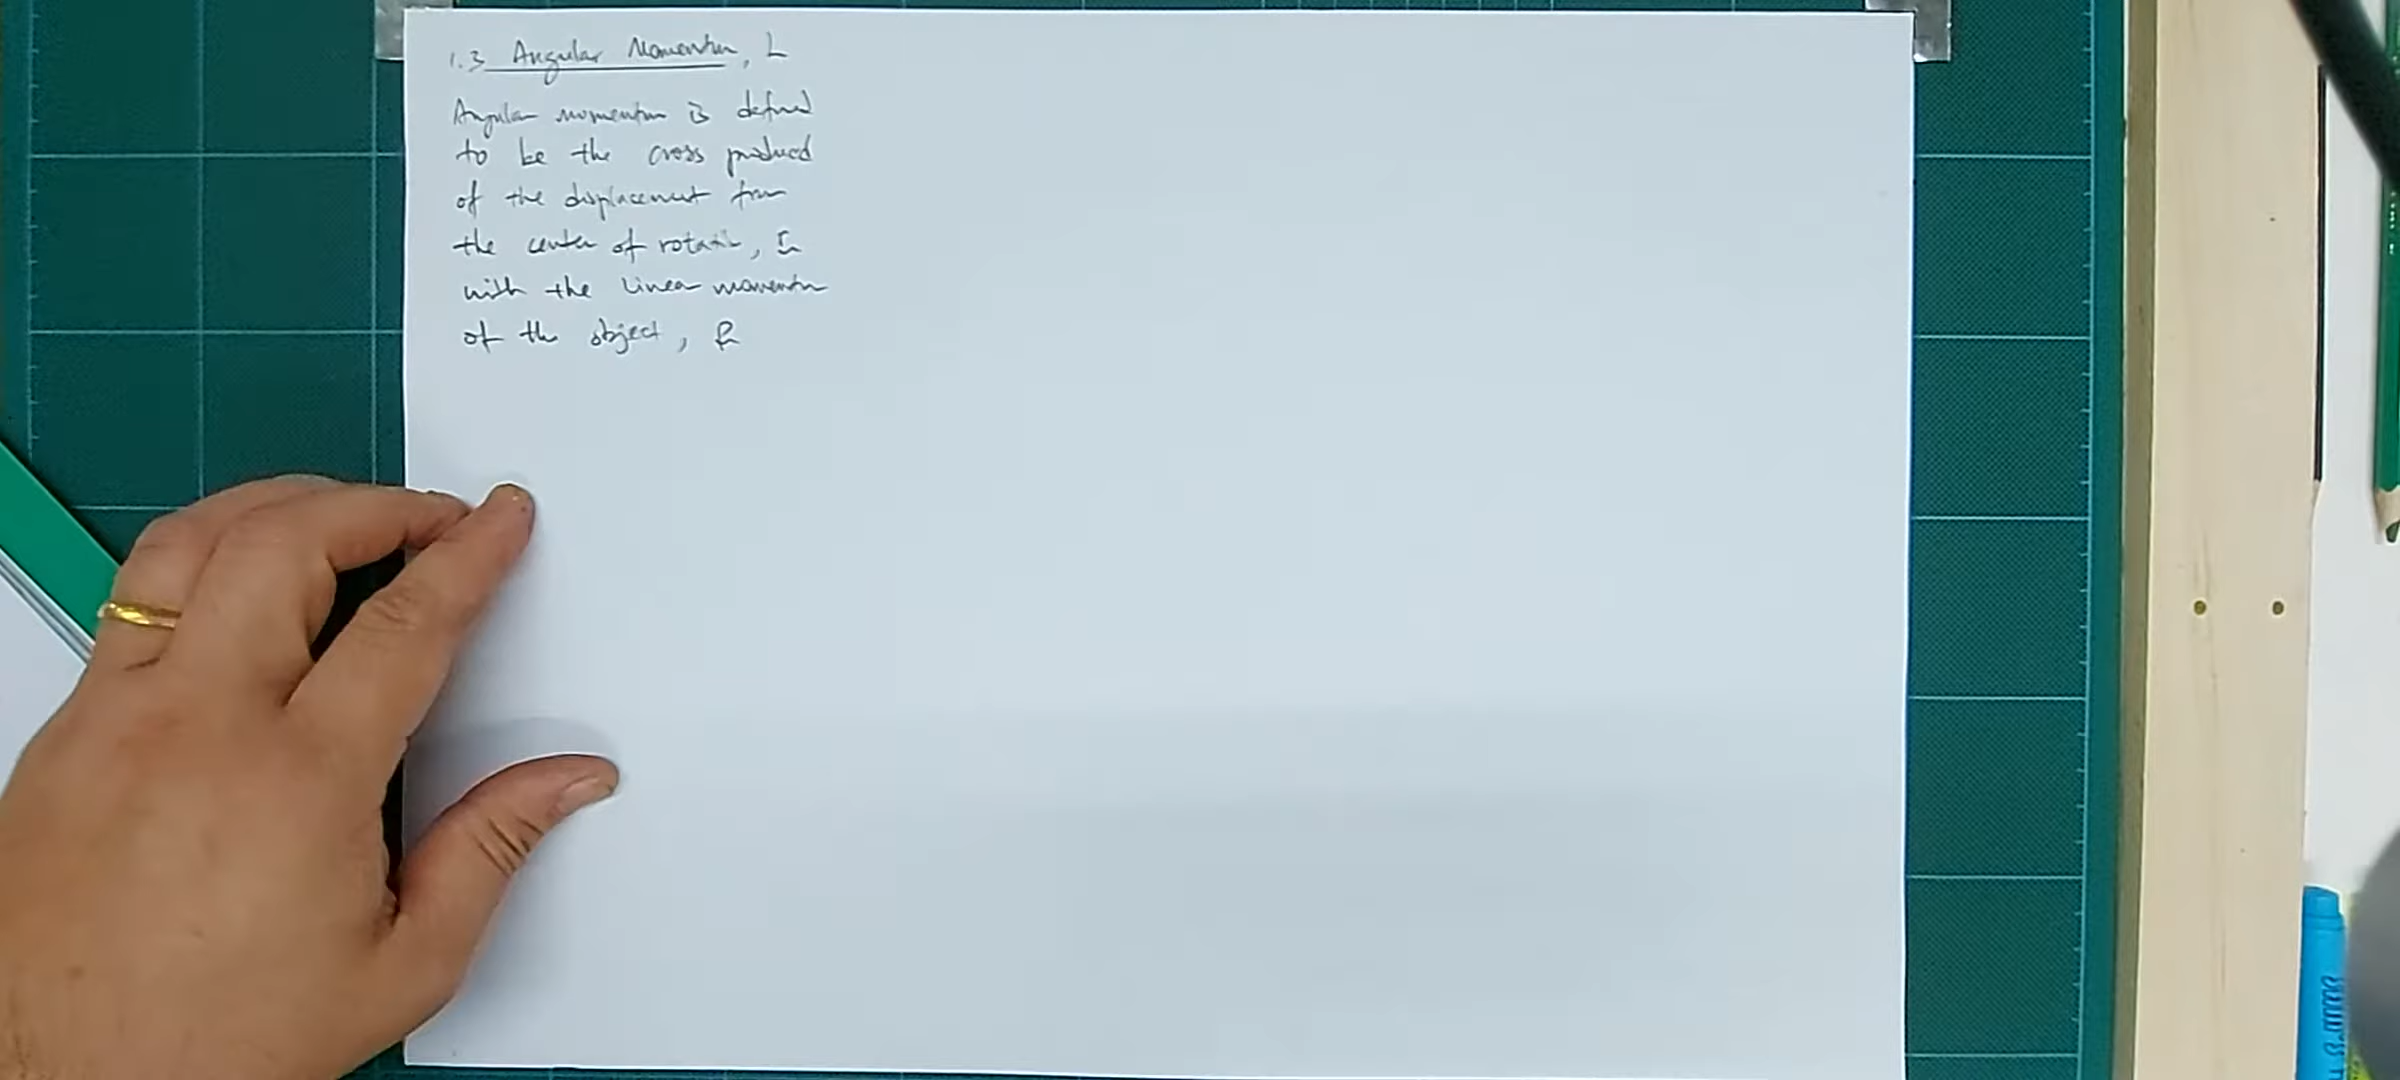 1.3 Angular Momentum, L
Angular momentum is defined
to be the cross produced
of the displacement from
the center of rotation, r
with the linear momentum
of the object, p